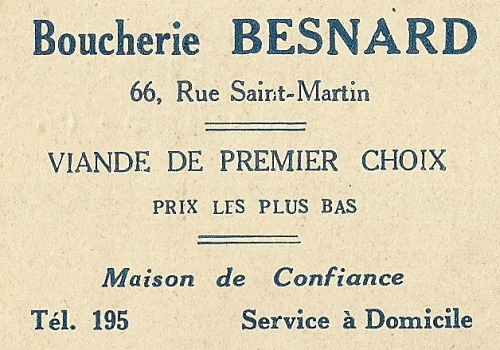 Boucherie BESNARD
66, Rue Saint-Martin
VIANDE DE PREMIER CHOIX
PRIX LES PLUS BAS
Maison de Confiance
Tél. 195 Service à Domicile